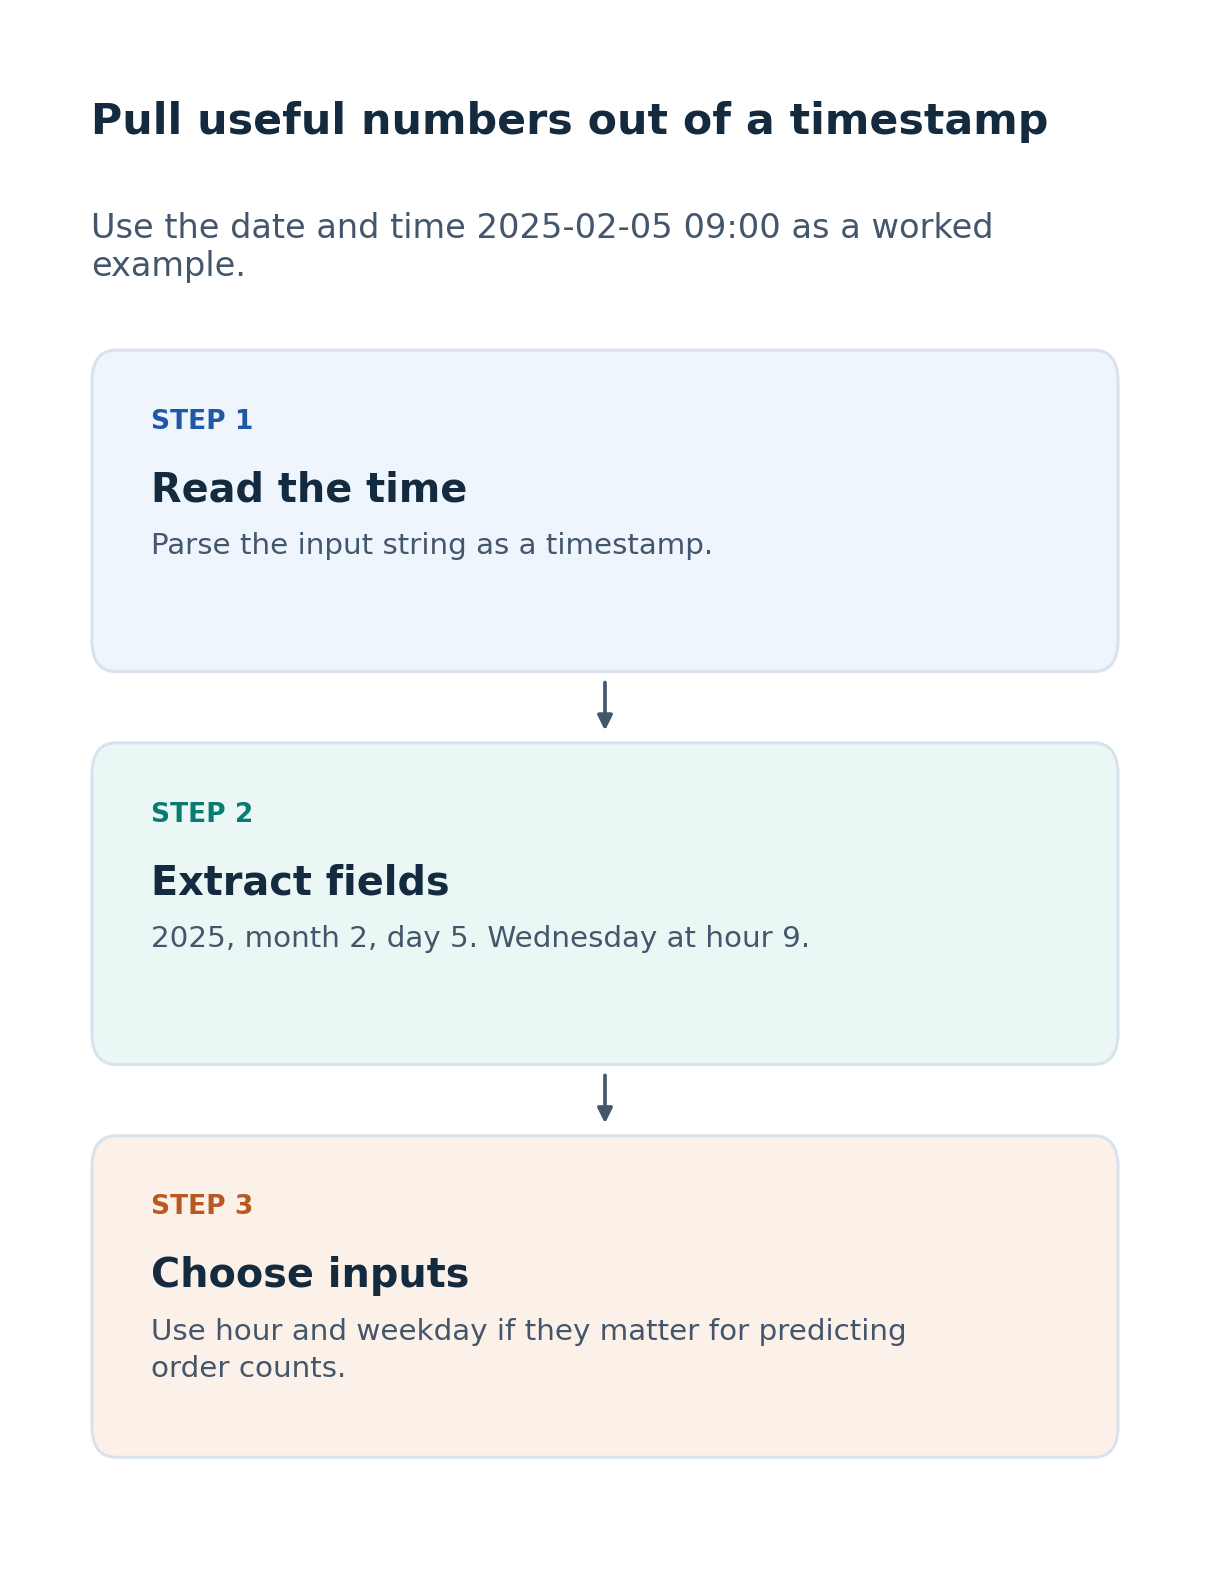 Pull useful numbers out of a timestamp
Use the date and time 2025-02-05 09:00 as a worked
example.
STEP 1
Read the time
Parse the input string as a timestamp.
STEP 2
Extract fields
2025, month 2, day 5. Wednesday at hour 9.
STEP 3
Choose inputs
Use hour and weekday if they matter for predicting
order counts.